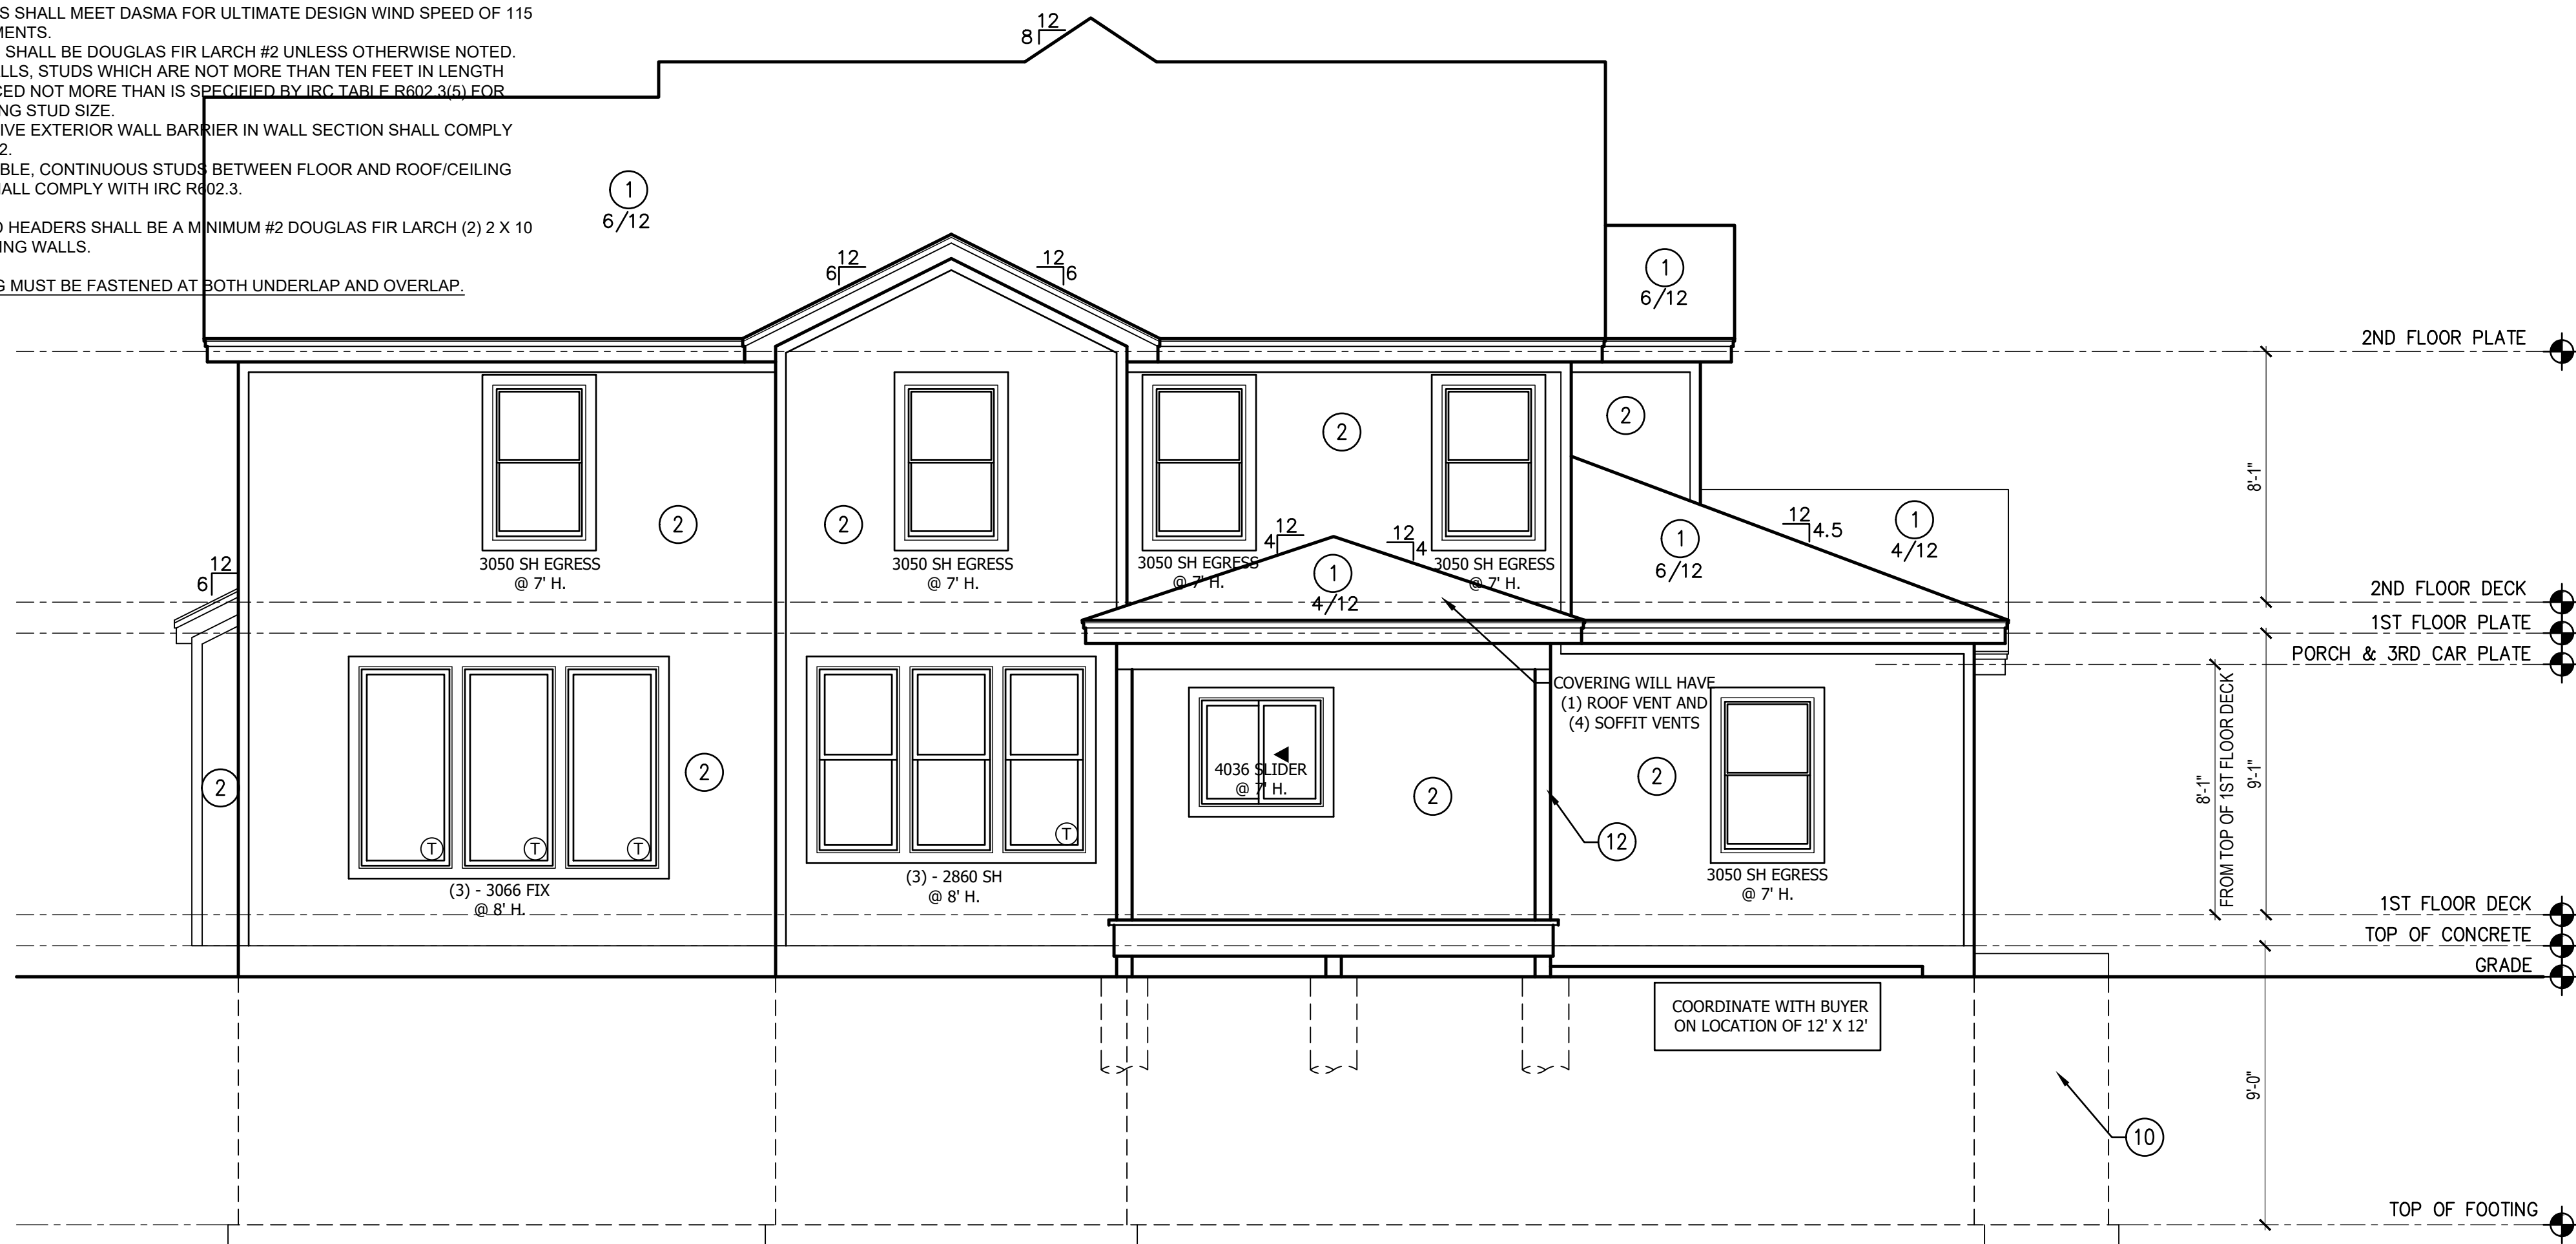 S SHALL MEET DASMA FOR ULTIMATE DESIGN WIND SPEED OF 115
MENTS.
SHALL BE DOUGLAS FIR LARCH #2 UNLESS OTHERWISE NOTED.
LLS, STUDS WHICH ARE NOT MORE THAN TEN FEET IN LENGTH
CED NOT MORE THAN IS SPECIFIED BY IRC TABLE R602.3(5) FOR
NG STUD SIZE.
IVE EXTERIOR WALL BARRIER IN WALL SECTION SHALL COMPLY
2.
BLE, CONTINUOUS STUDS BETWEEN FLOOR AND ROOF/CEILING
HALL COMPLY WITH IRC R602.3.
D HEADERS SHALL BE A MINIMUM #2 DOUGLAS FIR LARCH (2) 2 X 10
ING WALLS.
G MUST BE FASTENED AT BOTH UNDERLAP AND OVERLAP.
12
8
1
6/12
12
6
12
6
1
6/12
2ND FLOOR PLATE
2
2
2
2
8'-1"
3050 SH EGRESS
@ 7' H.
3050 SH EGRESS
@ 7' H.
3050 SH EGRESS
@ 7' H.
3050 SH EGRESS
@ 7' H.
12
4
12
4
1
4/12
1
6/12
12
4.5
1
4/12
12
6
2ND FLOOR DECK
1ST FLOOR PLATE
PORCH & 3RD CAR PLATE
COVERING WILL HAVE
(1) ROOF VENT AND
(4) SOFFIT VENTS
4036 SLIDER
@ 7' H.
2
2
2
2
T
T
T
T
12
8'-1"
FROM TOP OF 1ST FLOOR DECK
9'-1"
(3) - 3066 FIX
@ 8' H.
(3) - 2860 SH
@ 8' H.
3050 SH EGRESS
@ 7' H.
1ST FLOOR DECK
TOP OF CONCRETE
GRADE
COORDINATE WITH BUYER
ON LOCATION OF 12' X 12'
9'-0"
10
TOP OF FOOTING